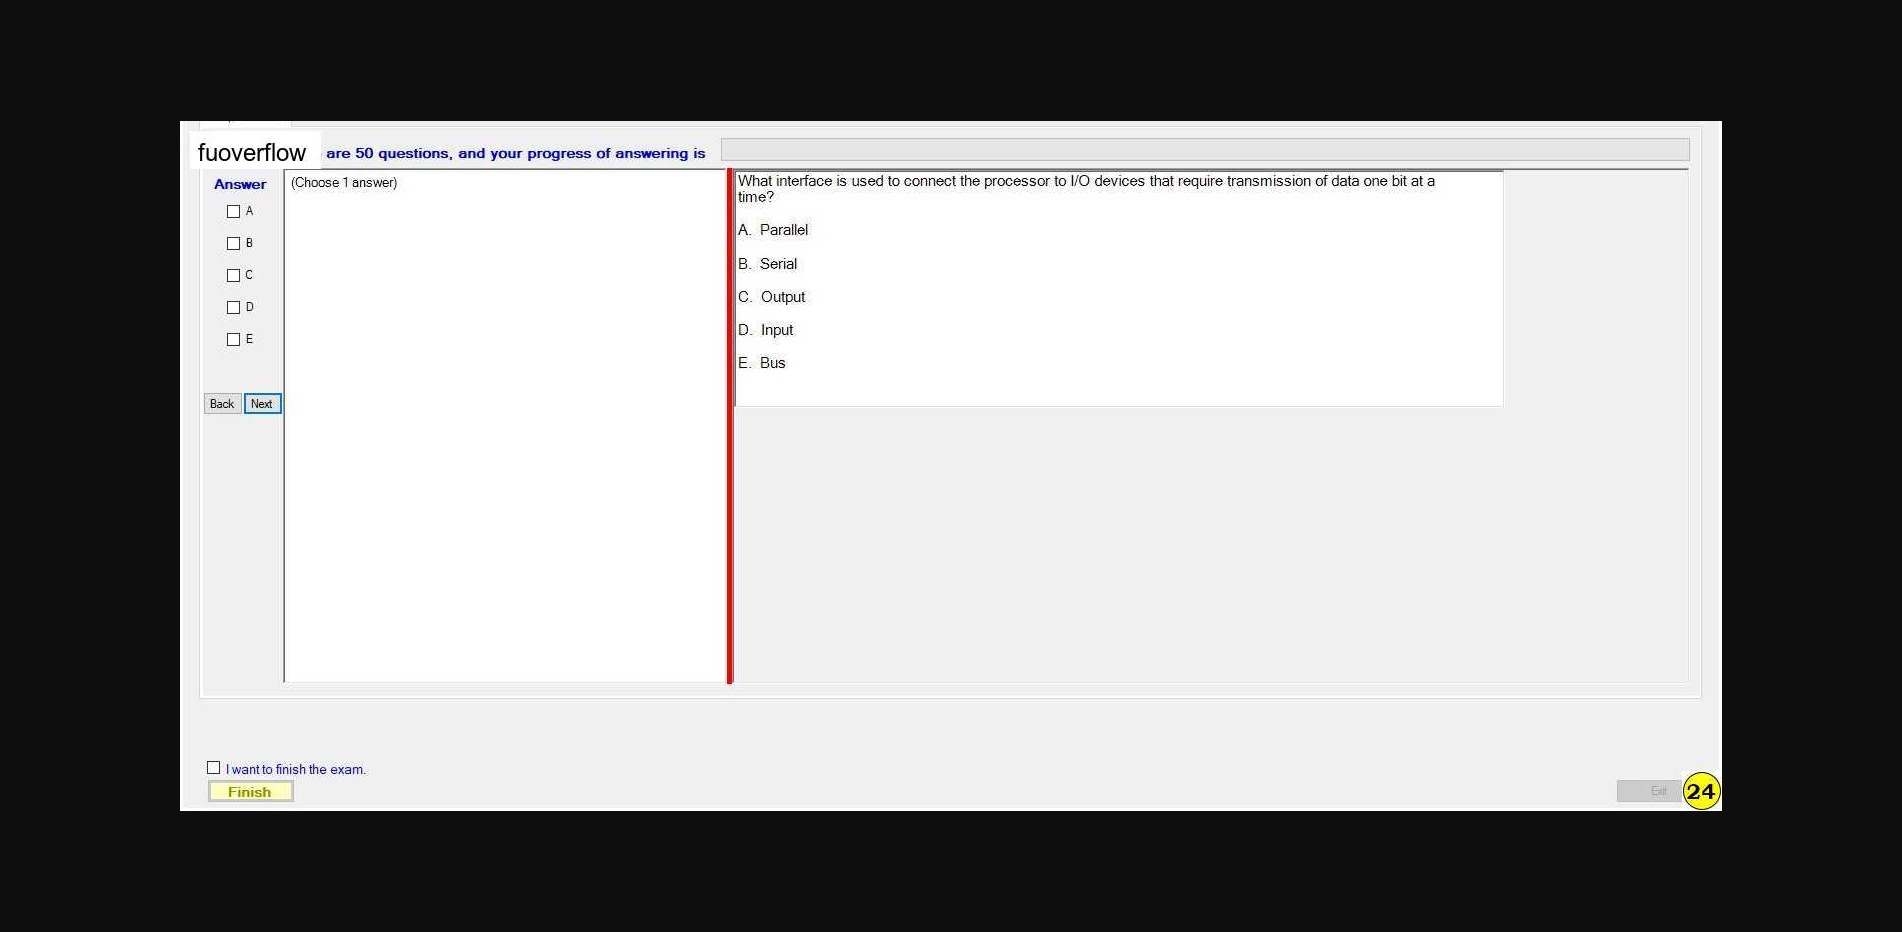 fuoverflow are 50 questions, and your progress of answering is
Answer
A
B
C
D
E
Back Next
(Choose 1 answer)
What interface is used to connect the processor to I/O devices that require transmission of data one bit at a
time?
A. Parallel
B. Serial
C. Output
D. Input
E. Bus
I want to finish the exam.
Finish
Exit
24